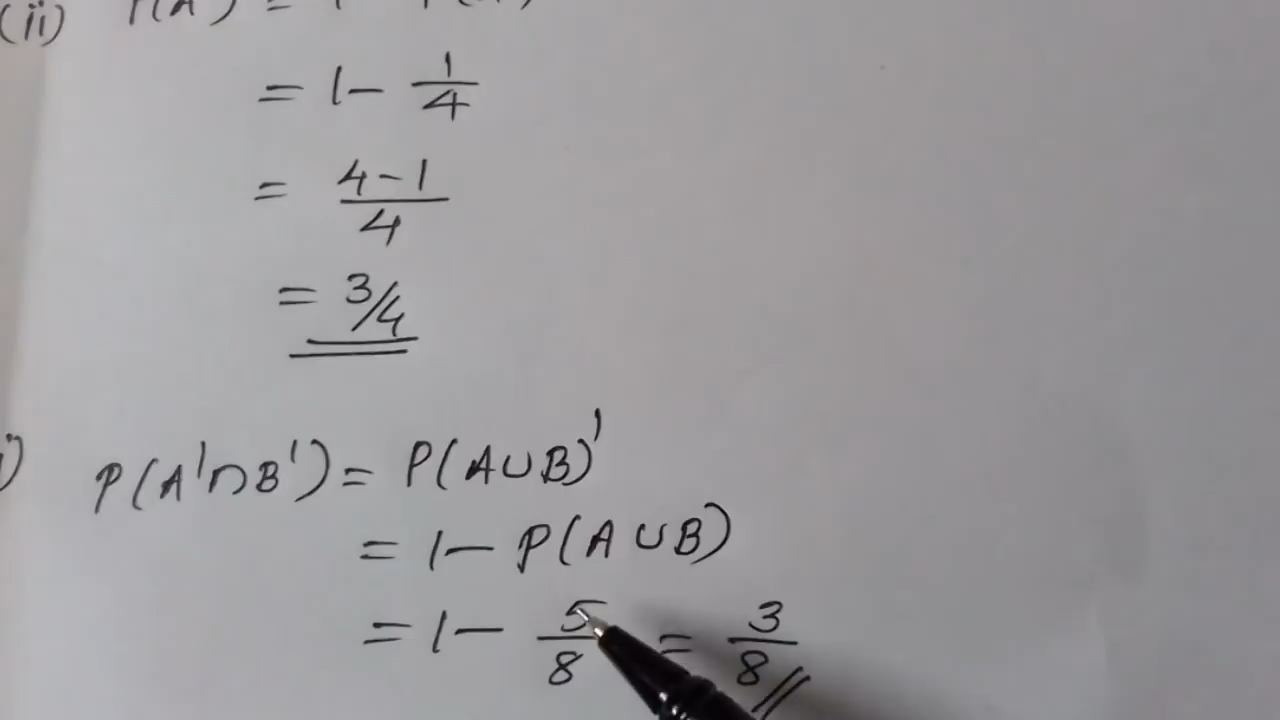 (ii)
= 1 - 1/4
= 4-1/4
= 3/4
P(A'∩B') = P(A∪B)'
= 1 - P(A∪B)
= 1 - 5/8 = 3/8